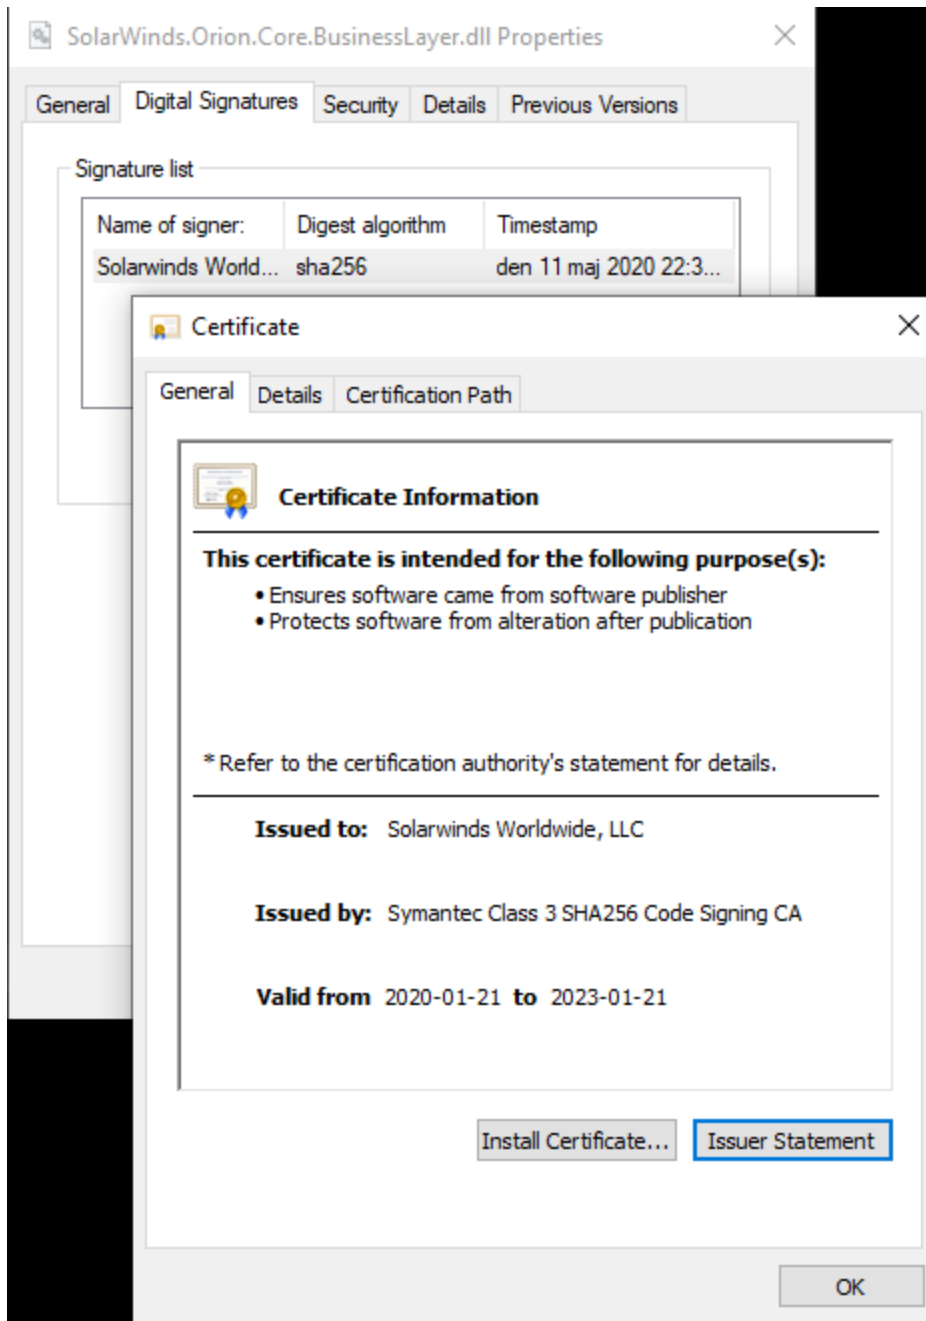 SolarWinds.Orion.Core.BusinessLayer.dll Properties
General Digital Signatures Security Details Previous Versions
Signature list
Name of signer: Digest algorithm Timestamp
Solarwinds World... sha256 den 11 maj 2020 22:3...
Certificate
General Details Certification Path
Certificate Information
This certificate is intended for the following purpose(s):
• Ensures software came from software publisher
• Protects software from alteration after publication
* Refer to the certification authority's statement for details.
Issued to: Solarwinds Worldwide, LLC
Issued by: Symantec Class 3 SHA256 Code Signing CA
Valid from 2020-01-21 to 2023-01-21
Install Certificate... Issuer Statement
OK